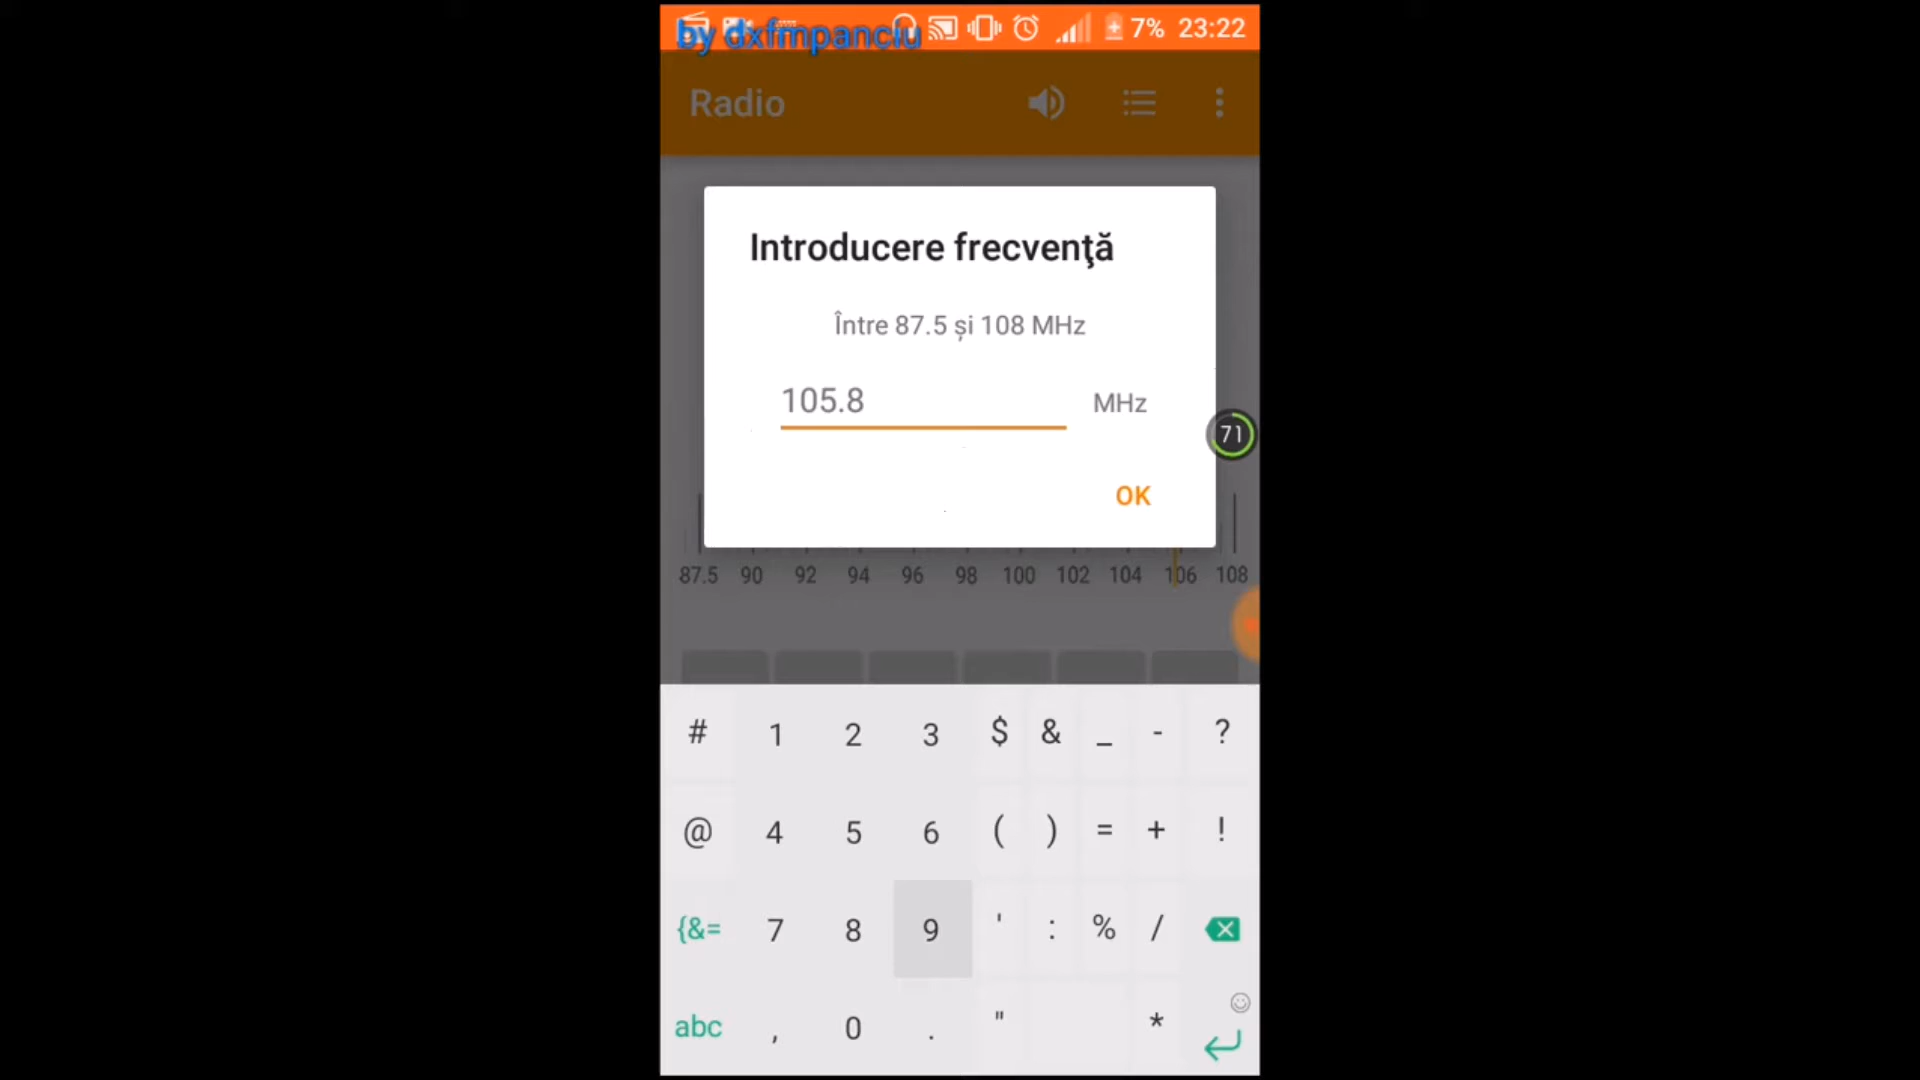 by dxfmpanciu 7% 23:22
Radio
Introducere frecvenţă
Între 87.5 și 108 MHz
105.8 MHz
71
OK
87.5 90 92 94 96 98 100 102 104 106 108
# 1 2 3 $ & _ - ?
@ 4 5 6 ( ) = + !
{&= 7 8 9 ' : % /
abc , 0 . " *